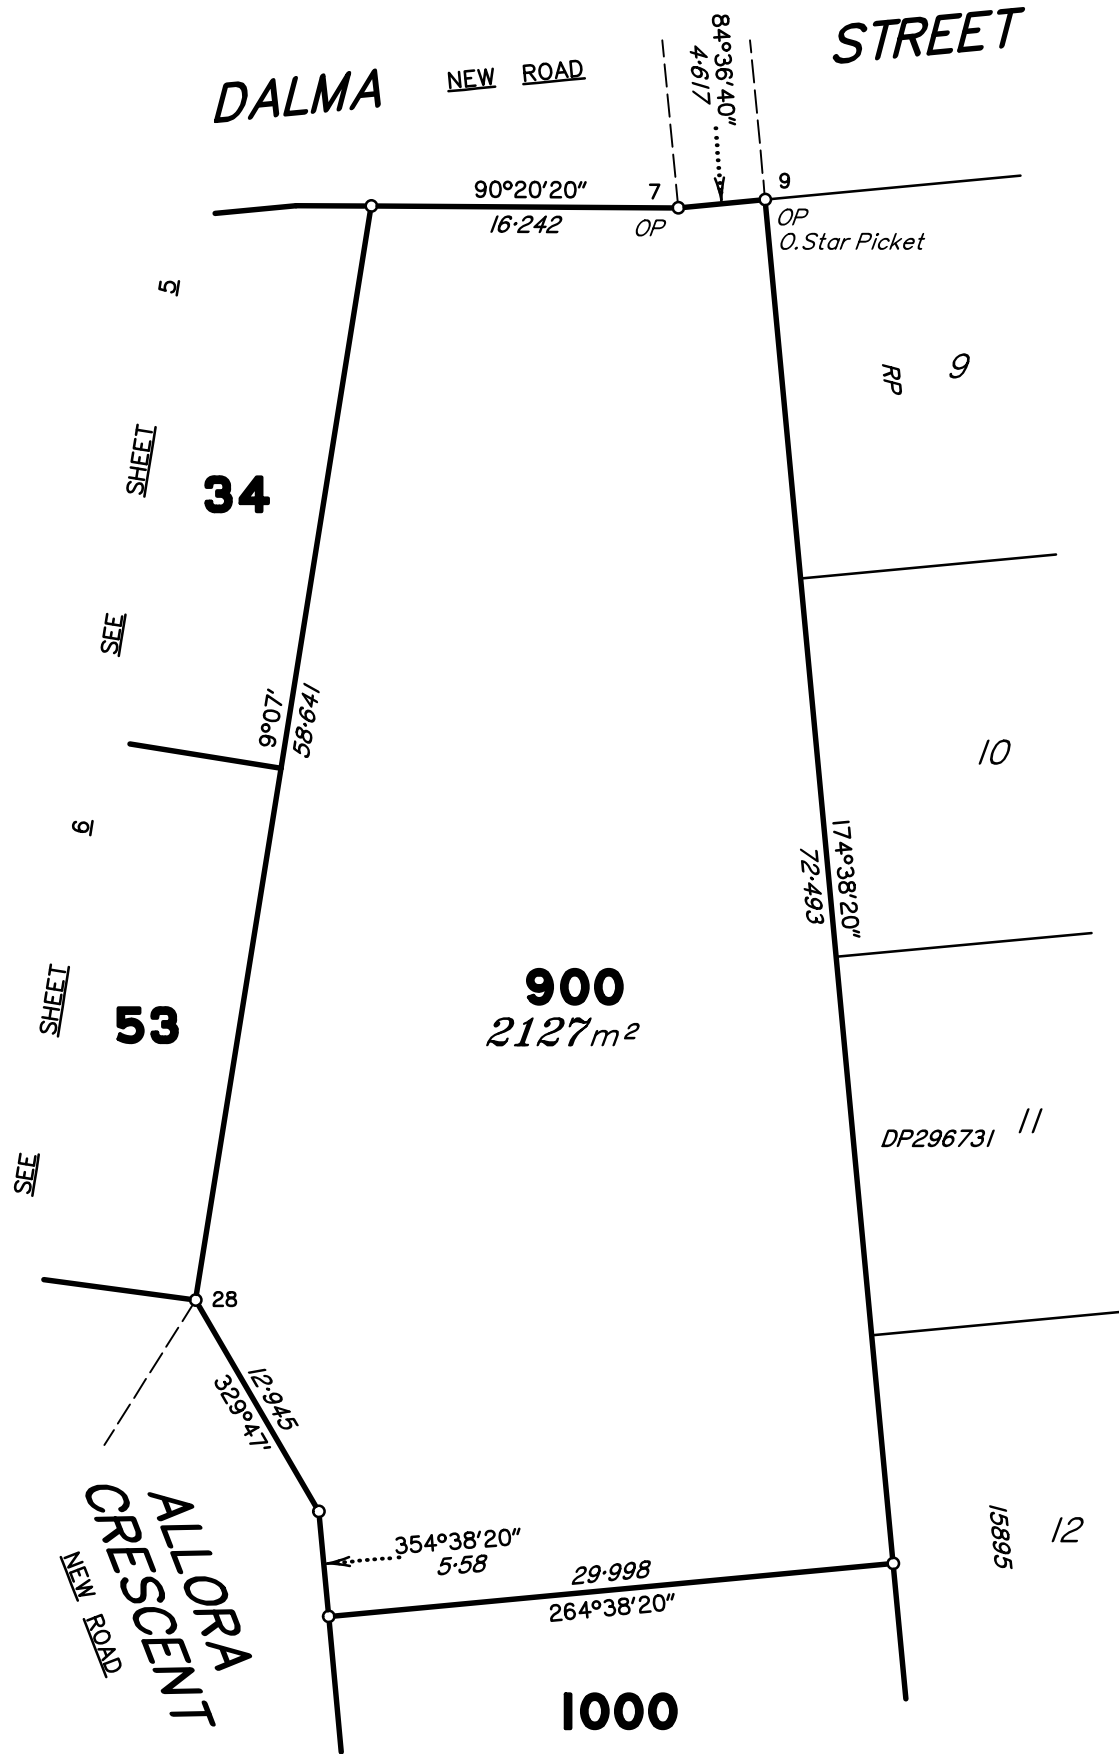 DALMA
NEW ROAD
STREET
84°36'40"
4·617
90°20'20"
16·242
7
OP
9
OP
O.Star Picket
5
SHEET
SEE
34
RP
9
9°07'
58·641
10
6
SHEET
SEE
53
174°38'20"
72·493
900
2127m²
DP296731
11
28
12·945
329°47'
354°38'20"
5·58
29·998
264°38'20"
15895
12
ALLORA
CRESCENT
NEW ROAD
1000